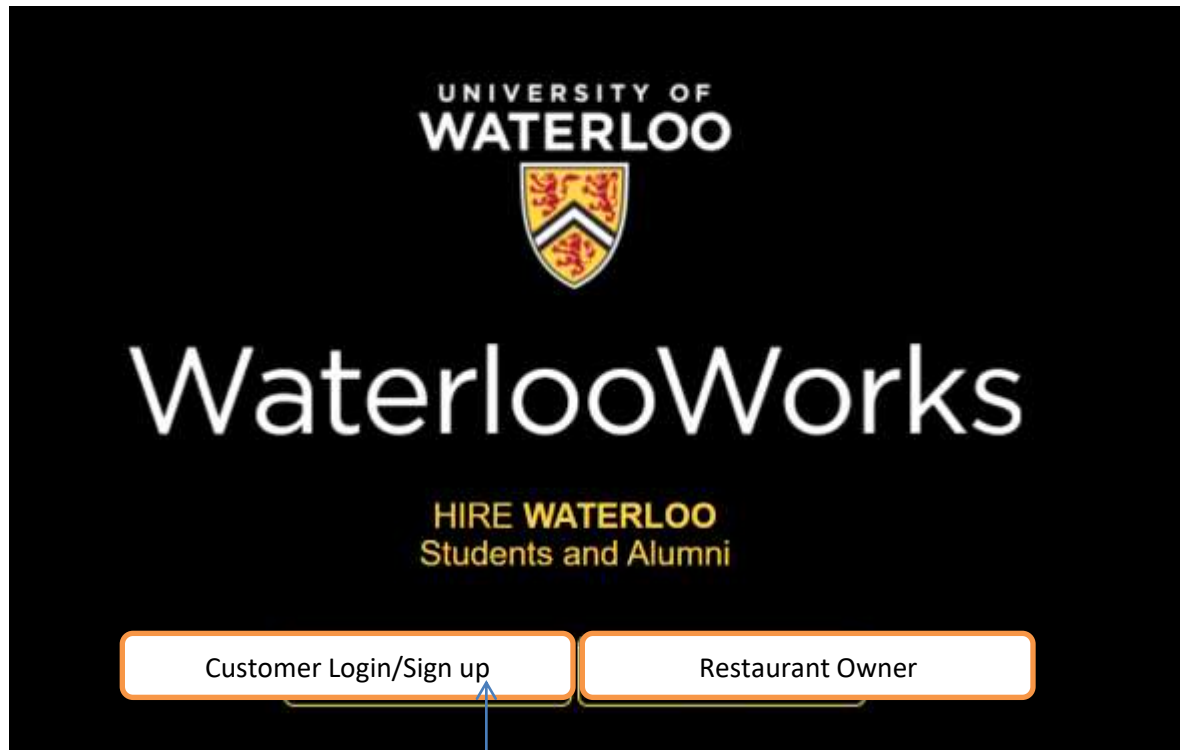 UNIVERSITY OF
WATERLOO
WaterlooWorks
HIRE WATERLOO
Students and Alumni
Customer Login/Sign up
Restaurant Owner